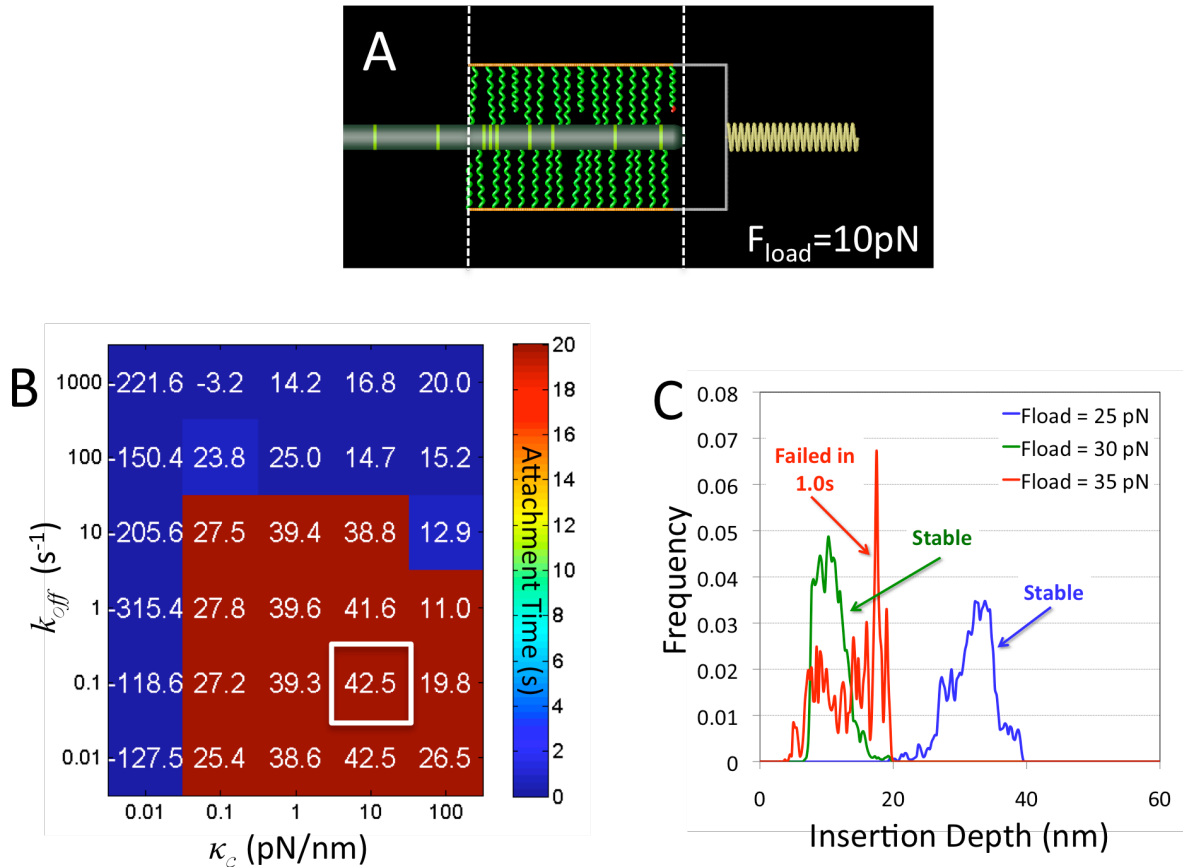 A
F_load=10pN
B
1000 -221.6 -3.2 14.2 16.8 20.0
100 -150.4 23.8 25.0 14.7 15.2
10 -205.6 27.5 39.4 38.8 12.9
1 -315.4 27.8 39.6 41.6 11.0
0.1 -118.6 27.2 39.3 42.5 19.8
0.01 -127.5 25.4 38.6 42.5 26.5
0.01 0.1 1 10 100
k_off (s⁻¹)
κ_c (pN/nm)
20
18
16
14
12
10
8
6
4
2
0
Attachment Time (s)
C
0.08
0.07
0.06
0.05
0.04
0.03
0.02
0.01
0
Frequency
Fload = 25 pN
Fload = 30 pN
Fload = 35 pN
Failed in
1.0s
Stable
Stable
0 20 40 60
Insertion Depth (nm)